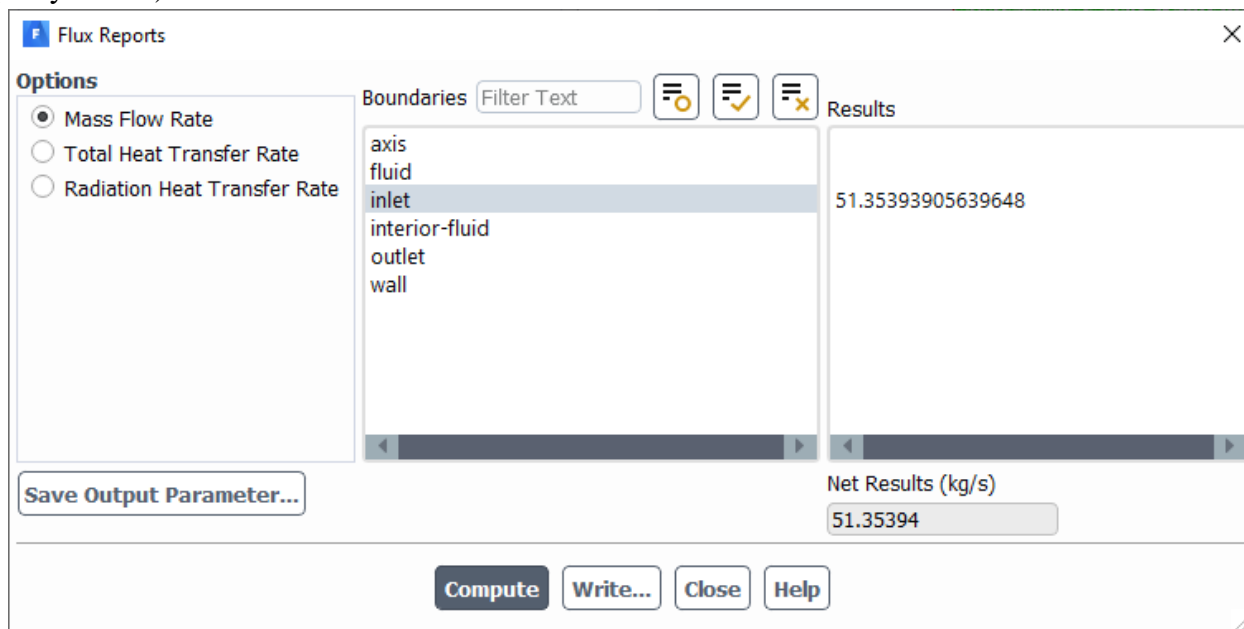 Flux Reports
Options
Mass Flow Rate
Total Heat Transfer Rate
Radiation Heat Transfer Rate
Save Output Parameter...
Boundaries Filter Text
axis
fluid
inlet
interior-fluid
outlet
wall
Results
51.35393905639648
Net Results (kg/s)
51.35394
Compute Write... Close Help